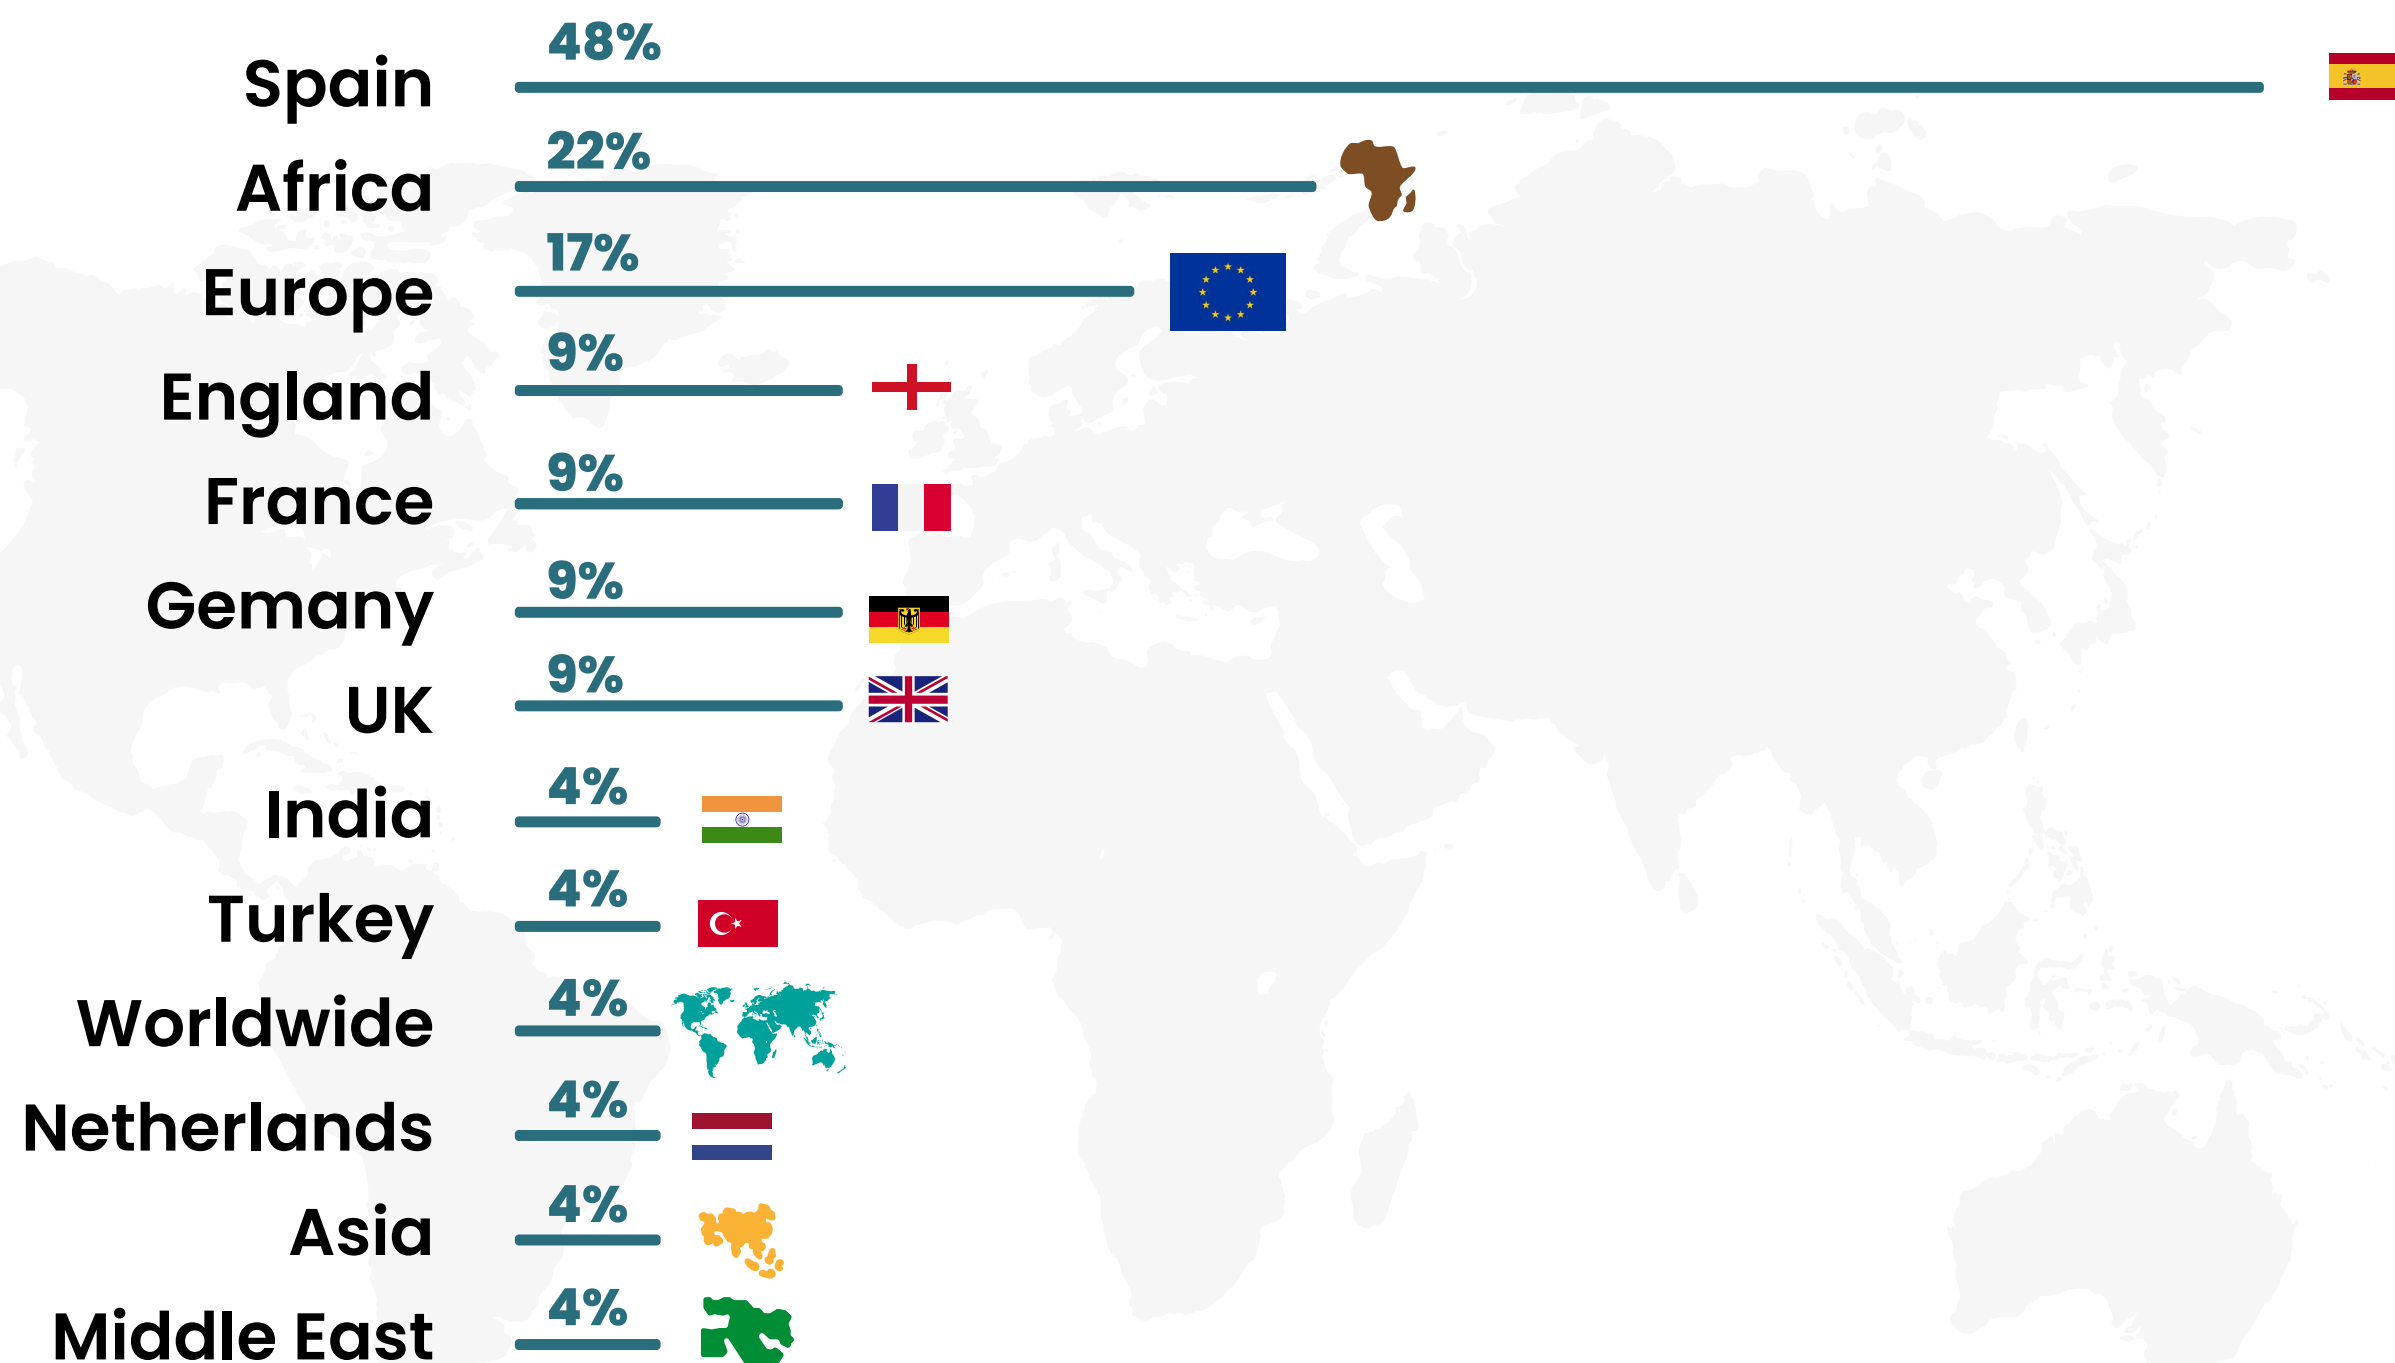 48%
Spain
22%
Africa
17%
Europe
9%
England
9%
France
9%
Gemany
9%
UK
4%
India
4%
Turkey
4%
Worldwide
4%
Netherlands
4%
Asia
4%
Middle East